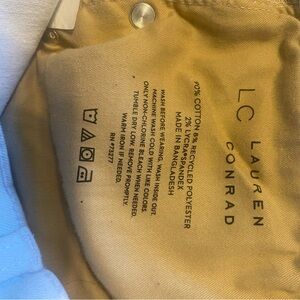 LC LAUREN
CONRAD
90% COTTON 8% RECYCLED POLYESTER
2% LYCRA®SPANDEX
MADE IN BANGLADESH
WASH BEFORE WEARING. WASH INSIDE OUT.
MACHINE WASH COLD WITH LIKE COLORS.
ONLY NON-CHLORINE BLEACH WHEN NEEDED.
TUMBLE DRY LOW. REMOVE PROMPTLY.
WARM IRON IF NEEDED.
RN #73277